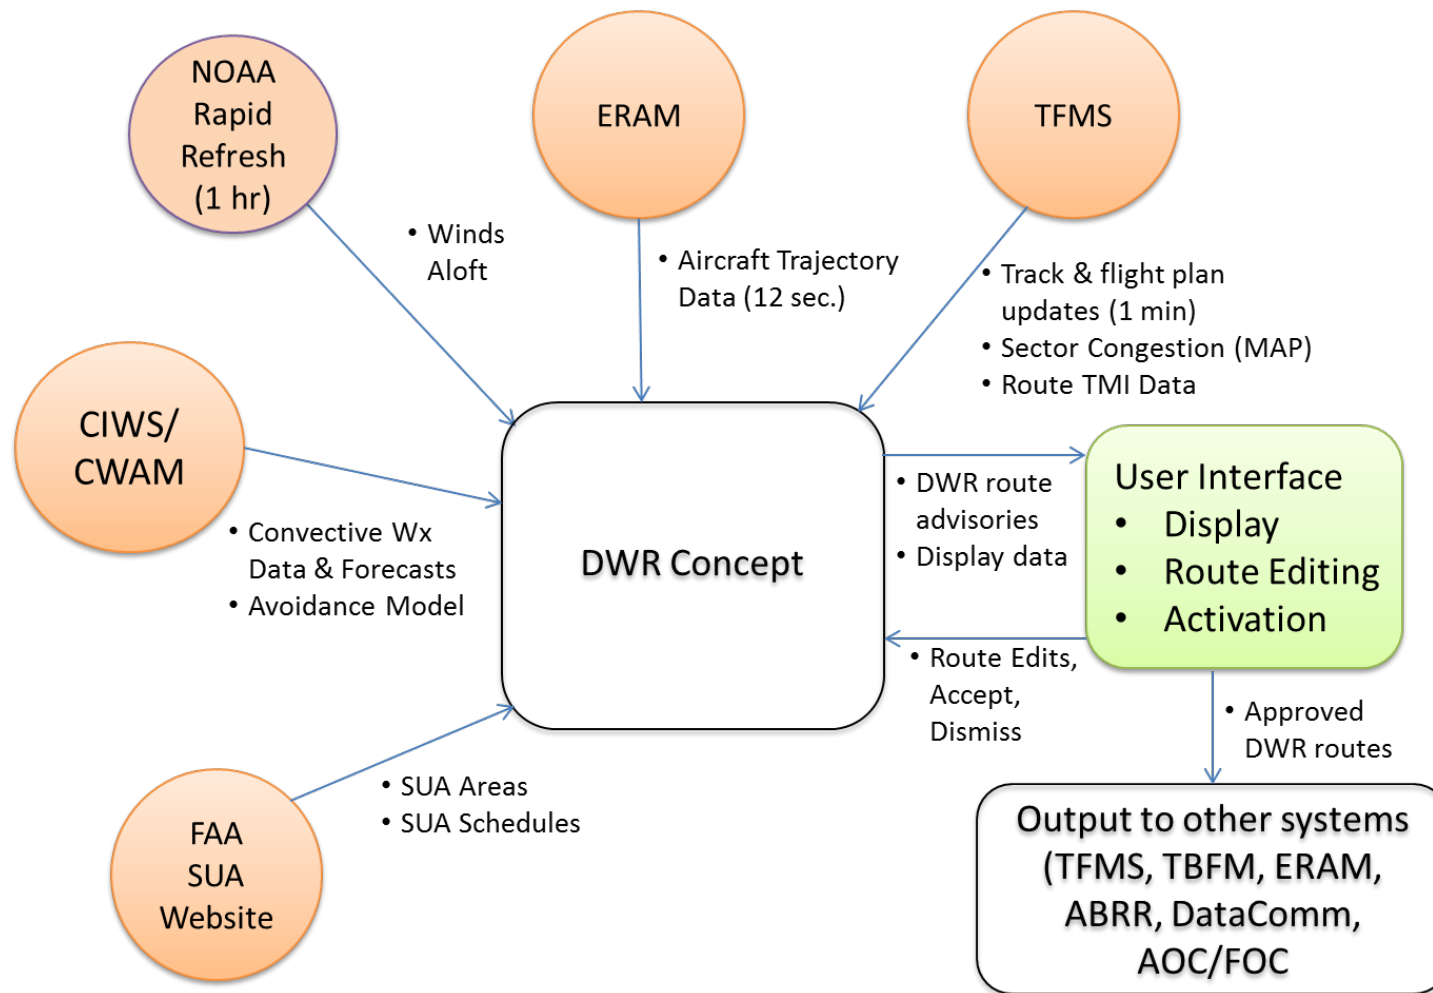 NOAA
Rapid
Refresh
(1 hr)
ERAM
TFMS
• Winds
Aloft
• Aircraft Trajectory
Data (12 sec.)
• Track & flight plan
updates (1 min)
• Sector Congestion (MAP)
• Route TMI Data
CIWS/
CWAM
• Convective Wx
Data & Forecasts
• Avoidance Model
DWR Concept
• DWR route
advisories
• Display data
User Interface
• Display
• Route Editing
• Activation
• Route Edits,
Accept,
Dismiss
• Approved
DWR routes
• SUA Areas
• SUA Schedules
FAA
SUA
Website
Output to other systems
(TFMS, TBFM, ERAM,
ABRR, DataComm,
AOC/FOC